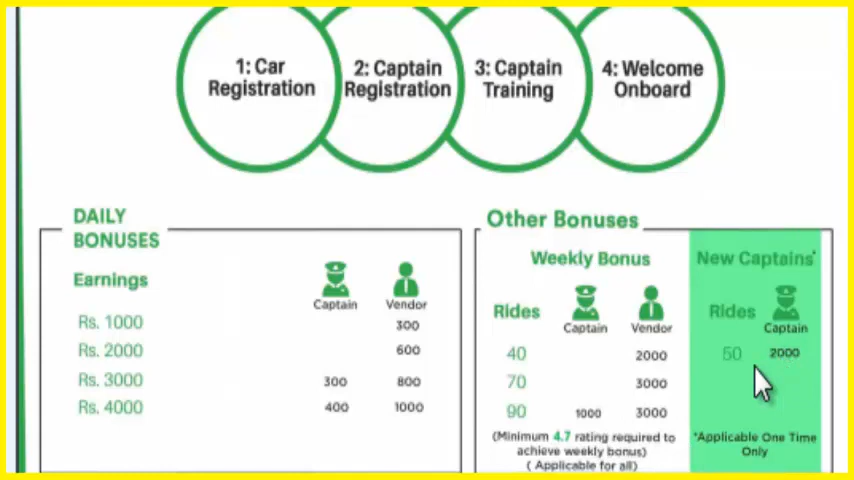 1: Car
Registration
2: Captain
Registration
3: Captain
Training
4: Welcome
Onboard
DAILY
BONUSES
Earnings
Captain Vendor
Rs. 1000 300
Rs. 2000 600
Rs. 3000 300 800
Rs. 4000 400 1000
Other Bonuses
Weekly Bonus
Rides Captain Vendor
40 2000
70 3000
90 1000 3000
(Minimum 4.7 rating required to
achieve weekly bonus)
( Applicable for all)
New Captains*
Rides Captain
50 2000
*Applicable One Time
Only